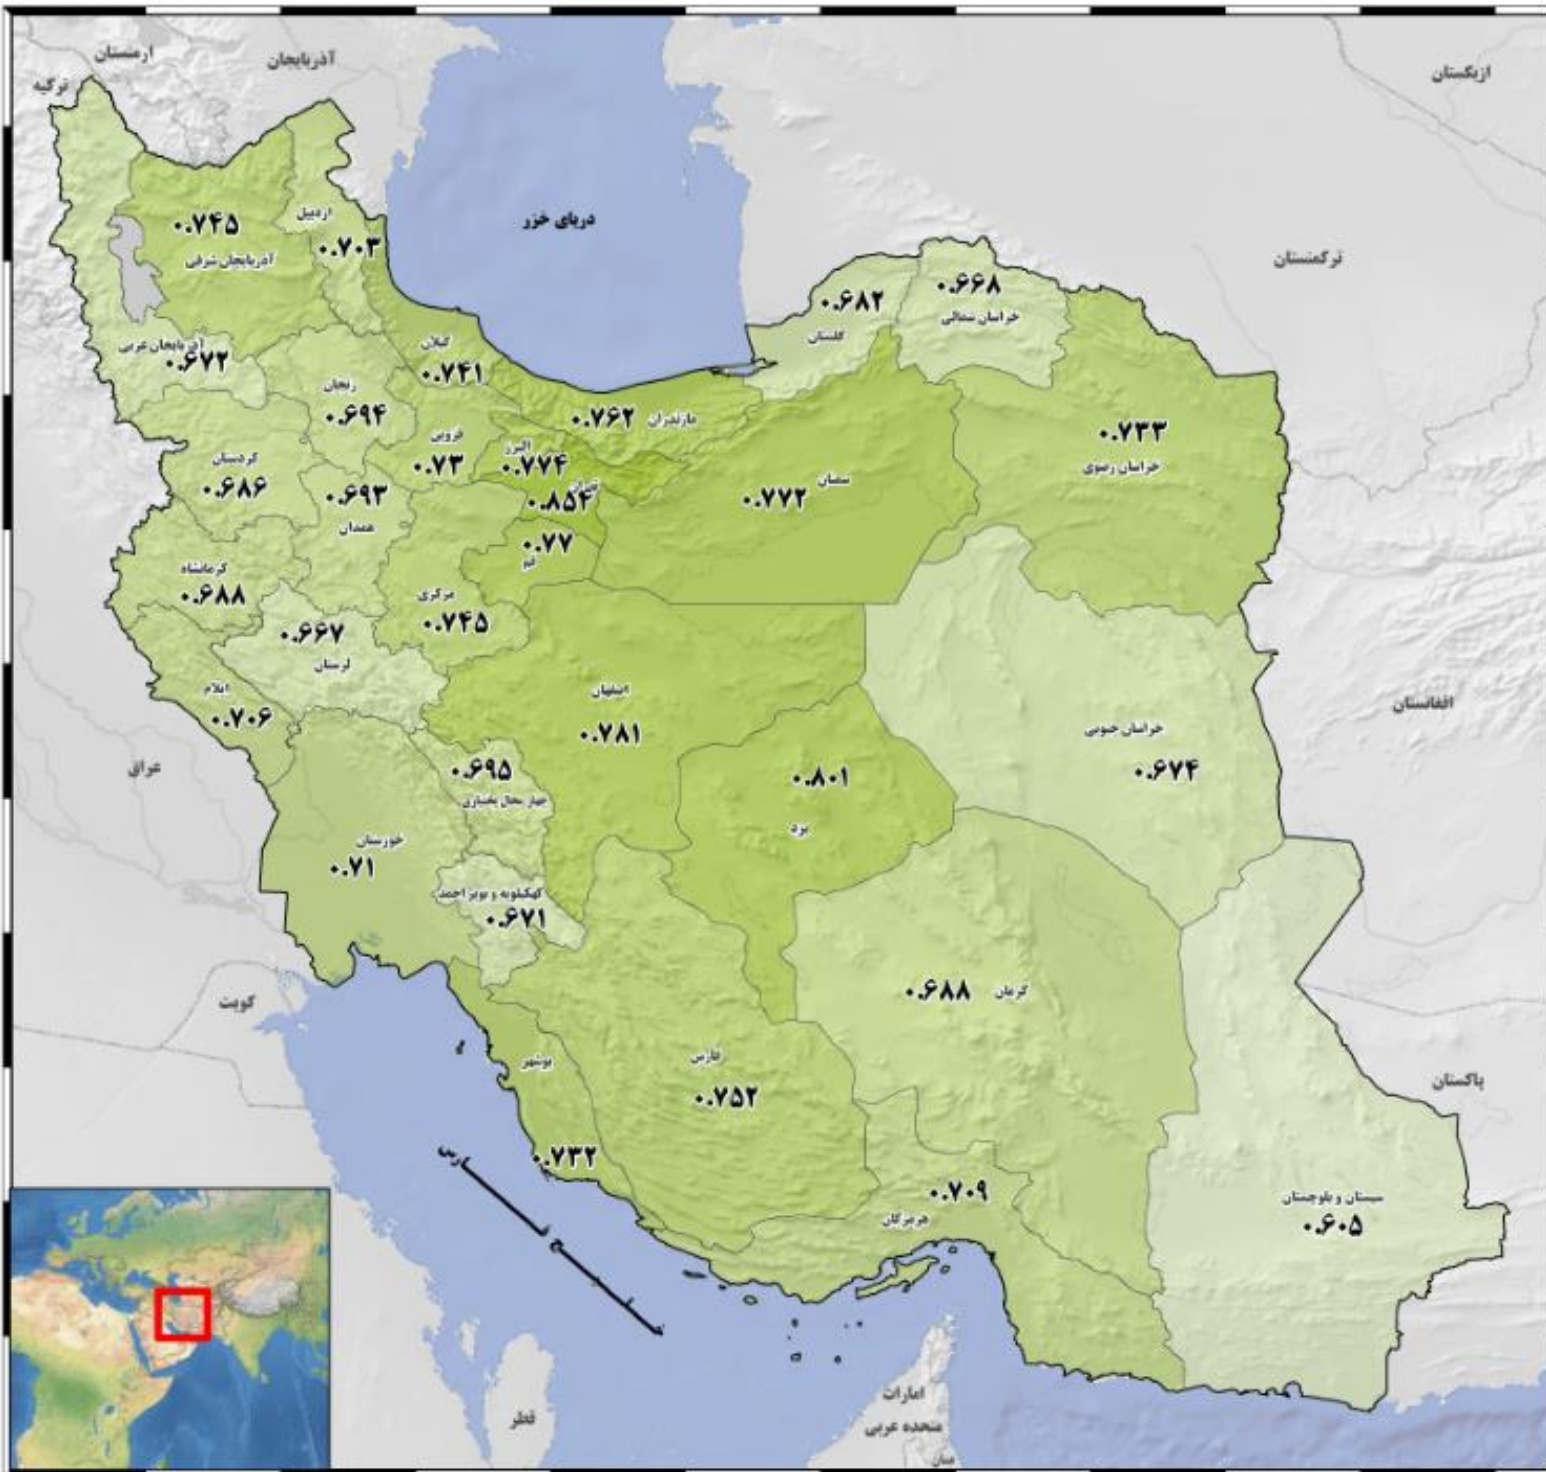 ارمنستان
آذربایجان
ترکیه
ازبکستان
ترکمنستان
دریای خزر
۰.۷۴۵
آذربایجان شرقی
اردبیل
۰.۷۰۳
آذربایجان غربی
۰.۶۷۲
گیلان
۰.۷۴۱
زنجان
۰.۶۹۴
مازندران
۰.۷۶۲
۰.۶۸۲
گلستان
۰.۶۶۸
خراسان شمالی
۰.۷۳۳
خراسان رضوی
قزوین
۰.۷۳
البرز
۰.۷۷۴
تهران
۰.۸۵۴
سمنان
۰.۷۷۲
کردستان
۰.۶۸۶
۰.۶۹۳
همدان
۰.۷۷
قم
کرمانشاه
۰.۶۸۸
مرکزی
۰.۷۴۵
۰.۶۶۷
لرستان
ایلام
۰.۷۰۶
اصفهان
۰.۷۸۱
خراسان جنوبی
۰.۶۷۴
افغانستان
عراق
۰.۶۹۵
چهار محال بختیاری
۰.۸۰۱
یزد
خوزستان
۰.۷۱
کهکیلویه و بویر احمد
۰.۶۷۱
کویت
کرمان
۰.۶۸۸
بوشهر
۰.۷۳۲
فارس
۰.۷۵۲
پاکستان
۰.۷۰۹
هرمزگان
سیستان و بلوچستان
۰.۶۰۵
خلیج فارس
قطر
امارات
متحده عربی
عمان